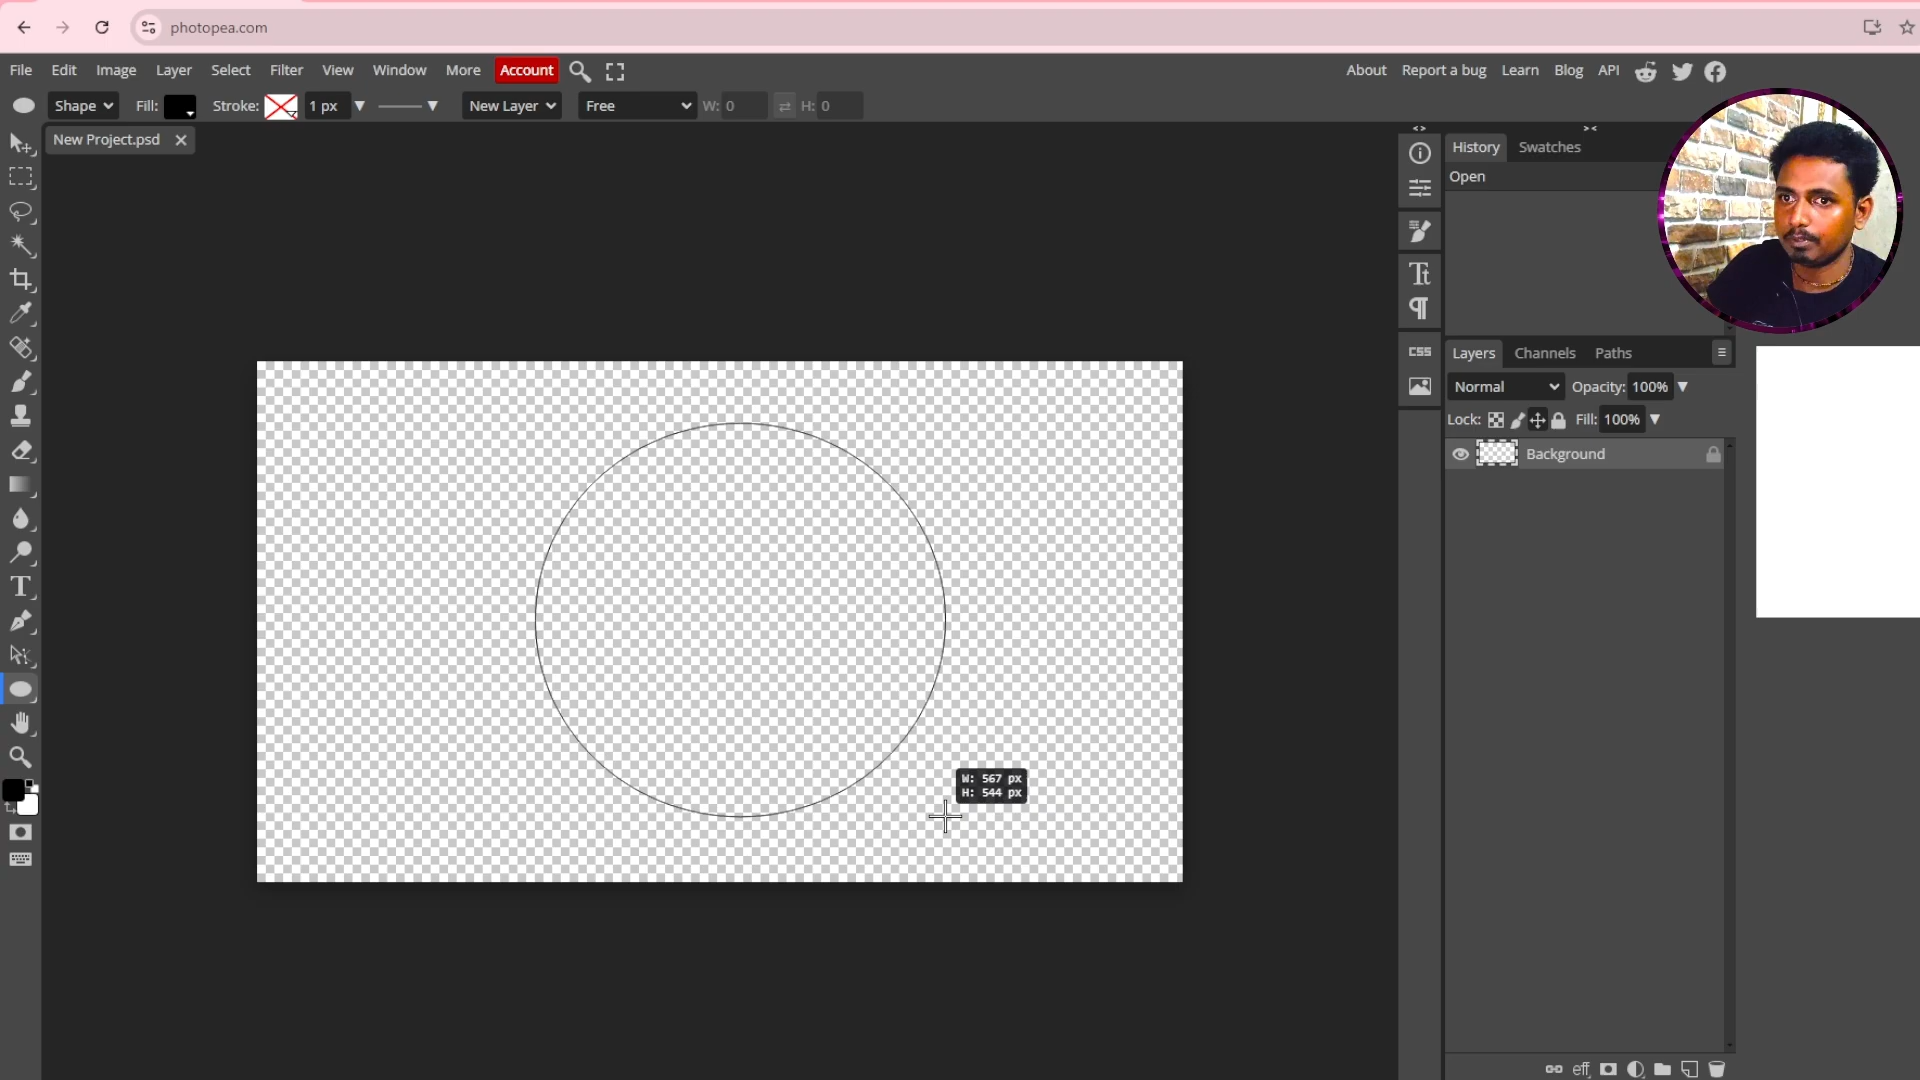 photopea.com
File Edit Image Layer Select Filter View Window More Account About Report a bug Learn Blog API
Shape Fill: Stroke: 1 px New Layer Free W: 0 H: 0
New Project.psd
History Swatches
Open
Tt
CSS
Layers Channels Paths
Normal Opacity: 100%
Lock: Fill: 100%
Background
W: 567 px
H: 544 px
T
eff